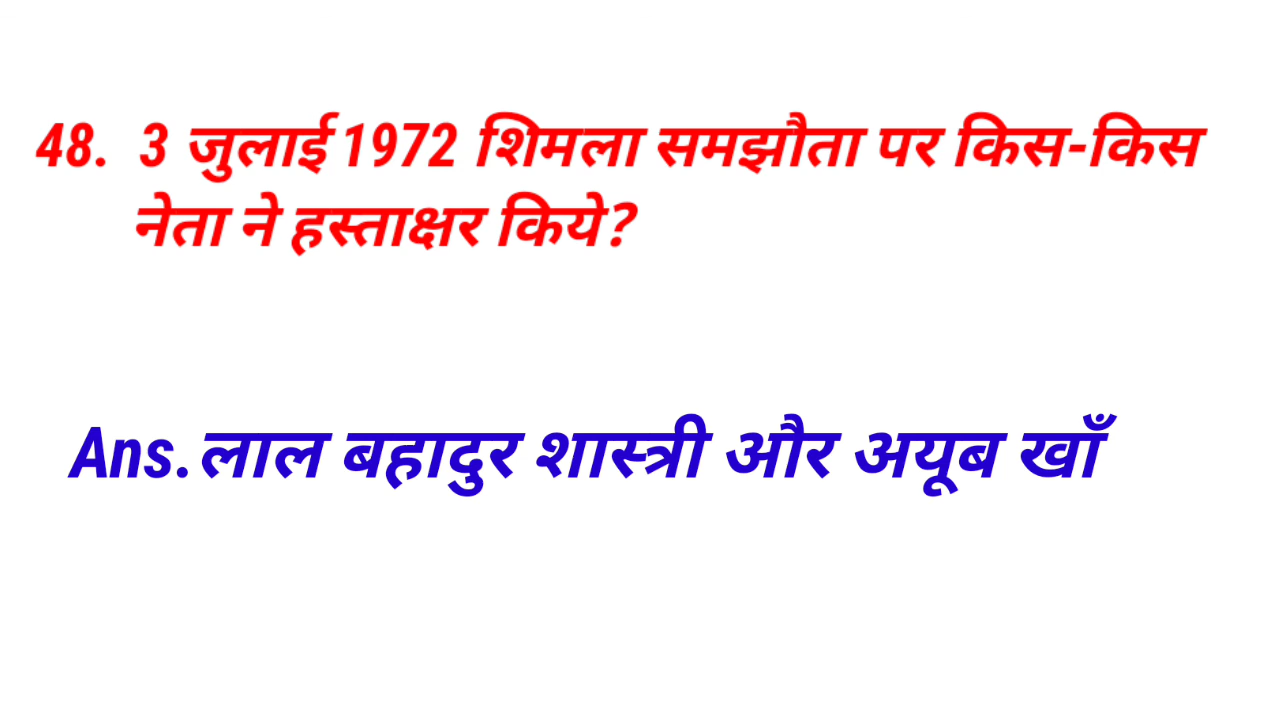 48. 3 जुलाई 1972 शिमला समझौता पर किस-किस
नेता ने हस्ताक्षर किये?
Ans.लाल बहादुर शास्त्री और अयूब खाँ